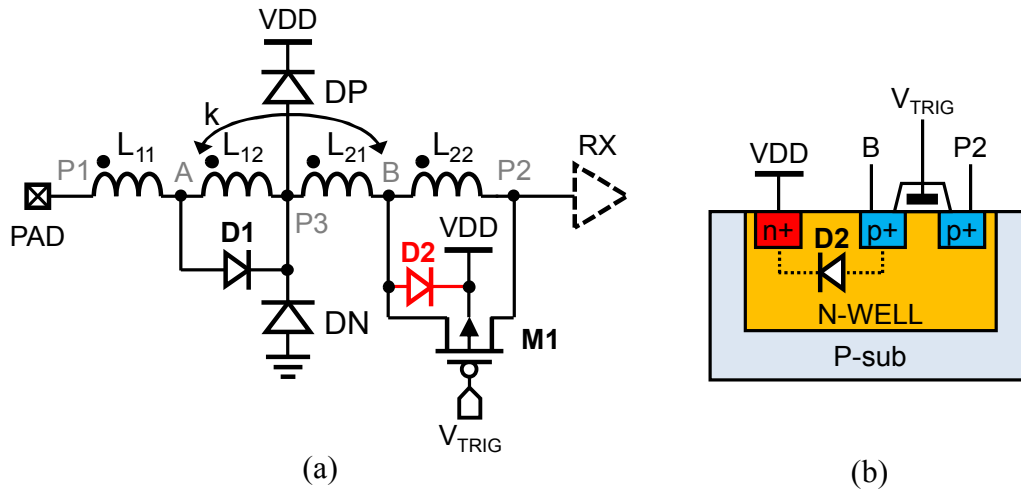 VDD
DP
k
P1
L11
A
L12
L21
B
L22
P2
RX
PAD
D1
P3
D2
VDD
DN
M1
VTRIG
(a)
VTRIG
VDD
B
P2
n+
D2
p+
p+
N-WELL
P-sub
(b)